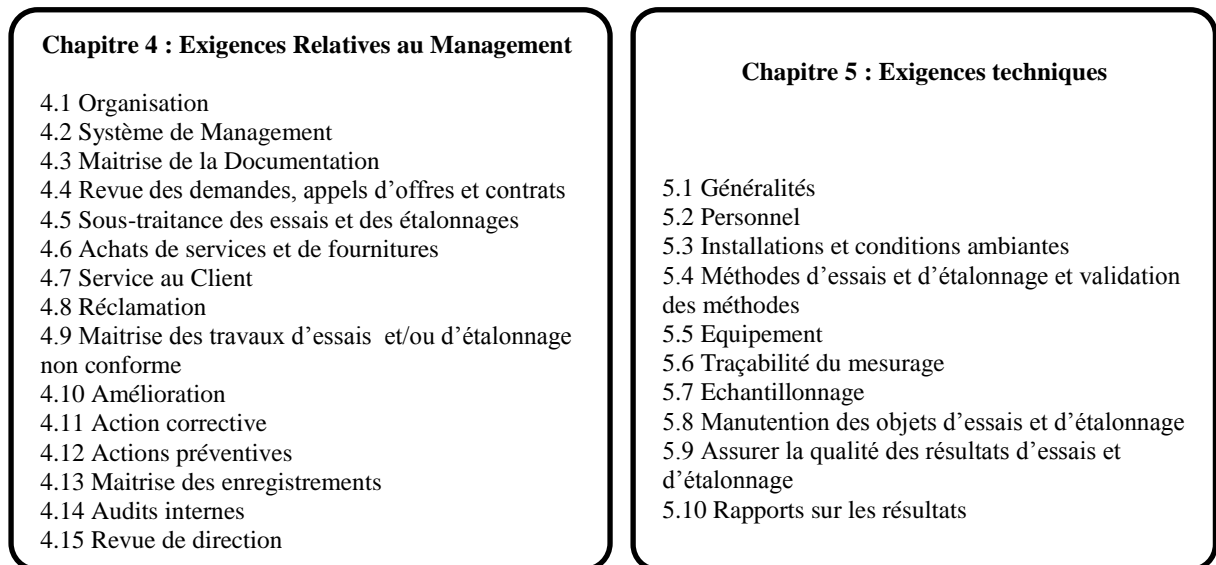 Chapitre 4 : Exigences Relatives au Management
4.1 Organisation
4.2 Système de Management
4.3 Maitrise de la Documentation
4.4 Revue des demandes, appels d’offres et contrats
4.5 Sous-traitance des essais et des étalonnages
4.6 Achats de services et de fournitures
4.7 Service au Client
4.8 Réclamation
4.9 Maitrise des travaux d’essais et/ou d’étalonnage
non conforme
4.10 Amélioration
4.11 Action corrective
4.12 Actions préventives
4.13 Maitrise des enregistrements
4.14 Audits internes
4.15 Revue de direction
Chapitre 5 : Exigences techniques
5.1 Généralités
5.2 Personnel
5.3 Installations et conditions ambiantes
5.4 Méthodes d’essais et d’étalonnage et validation
des méthodes
5.5 Equipement
5.6 Traçabilité du mesurage
5.7 Echantillonnage
5.8 Manutention des objets d’essais et d’étalonnage
5.9 Assurer la qualité des résultats d’essais et
d’étalonnage
5.10 Rapports sur les résultats